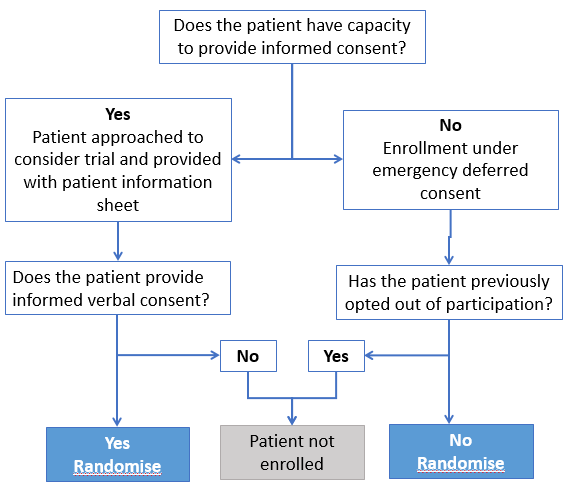 Does the patient have capacity
to provide informed consent?
Yes
Patient approached to
consider trial and provided
with patient information
sheet
No
Enrollment under
emergency deferred
consent
Does the patient provide
informed verbal consent?
Has the patient previously
opted out of participation?
No
Yes
Yes
Randomise
Patient not
enrolled
No
Randomise